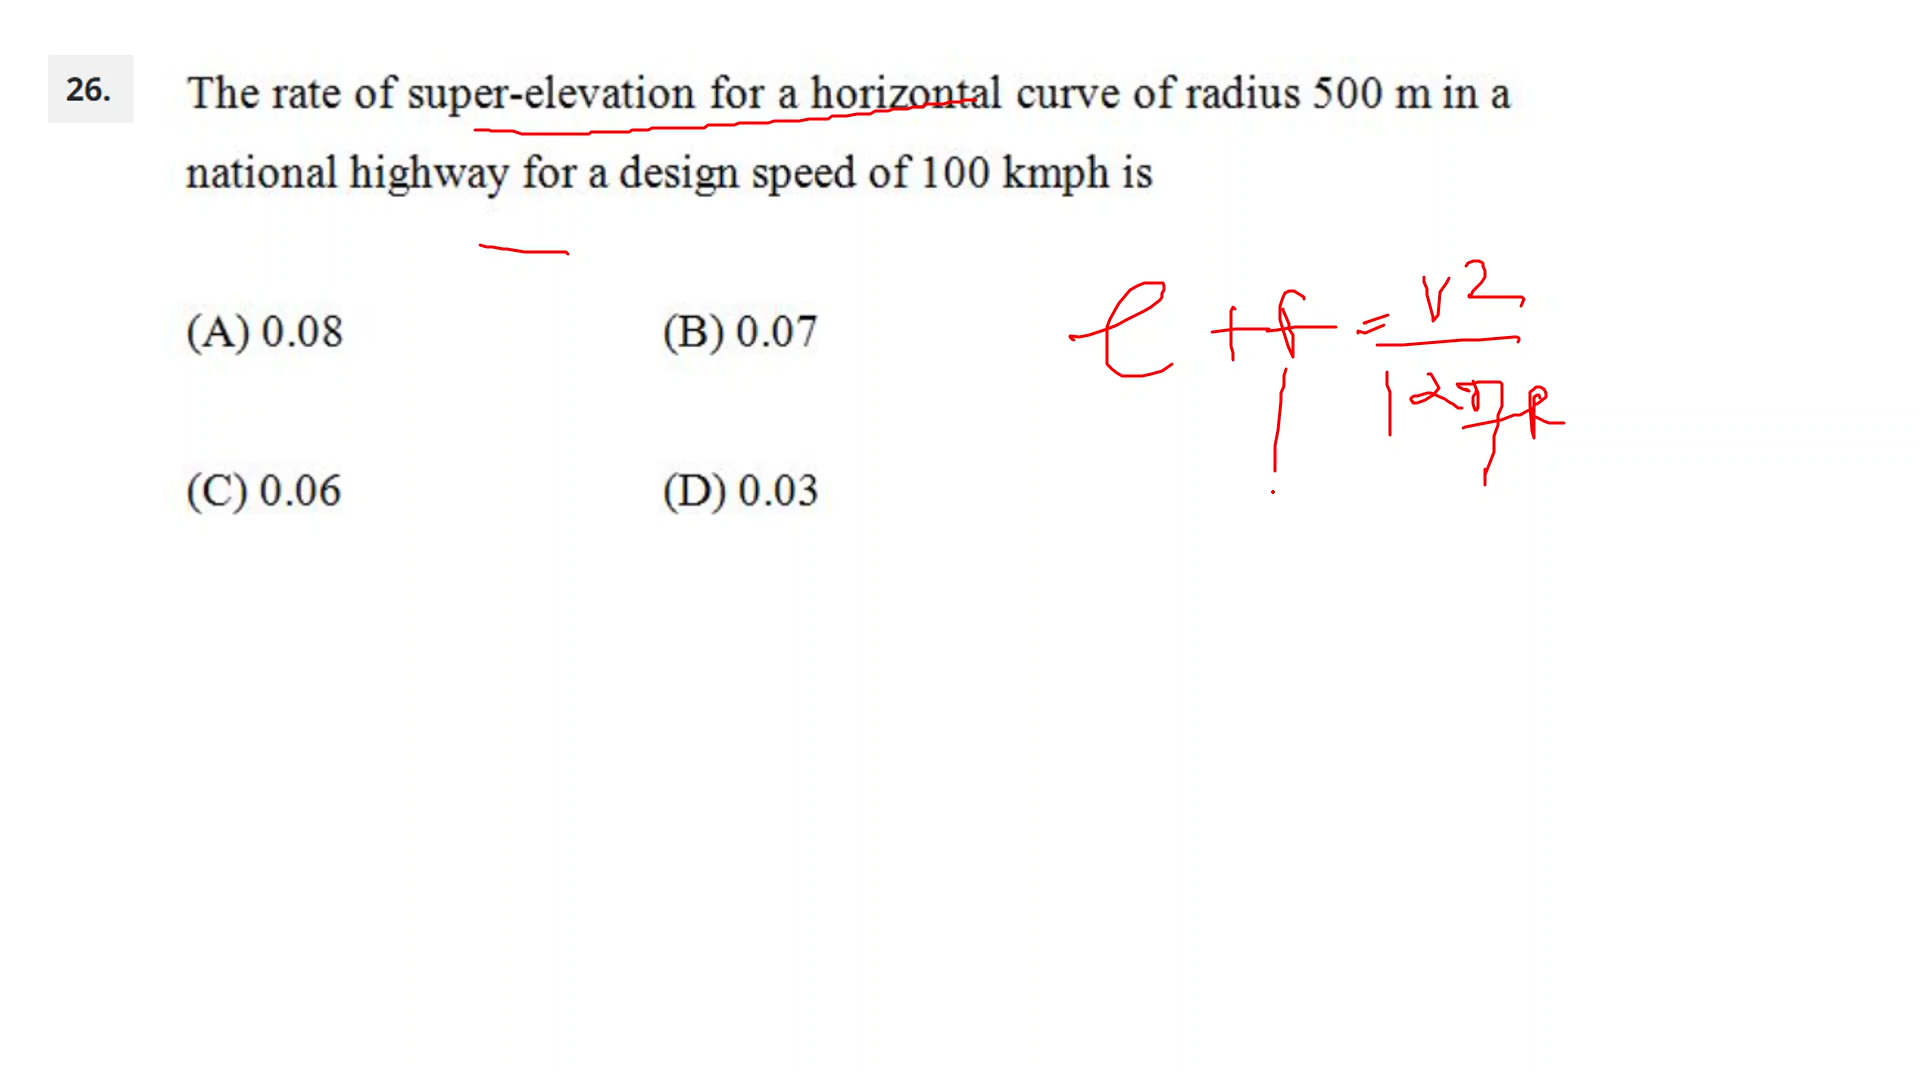 26.
The rate of super-elevation for a horizontal curve of radius 500 m in a
national highway for a design speed of 100 kmph is
(A) 0.08 (B) 0.07
(C) 0.06 (D) 0.03
e + f = v2
127R